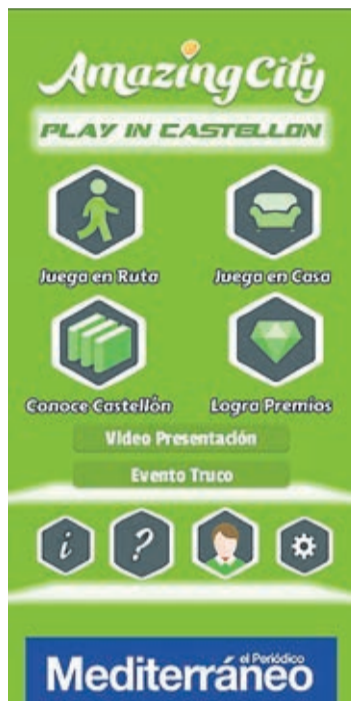 AmazingCity
PLAY IN CASTELLON
Juega en Ruta
Juega en Casa
Conoce Castellón
Logra Premios
Video Presentación
Evento Truco
i
?
el Periódico
Mediterráneo